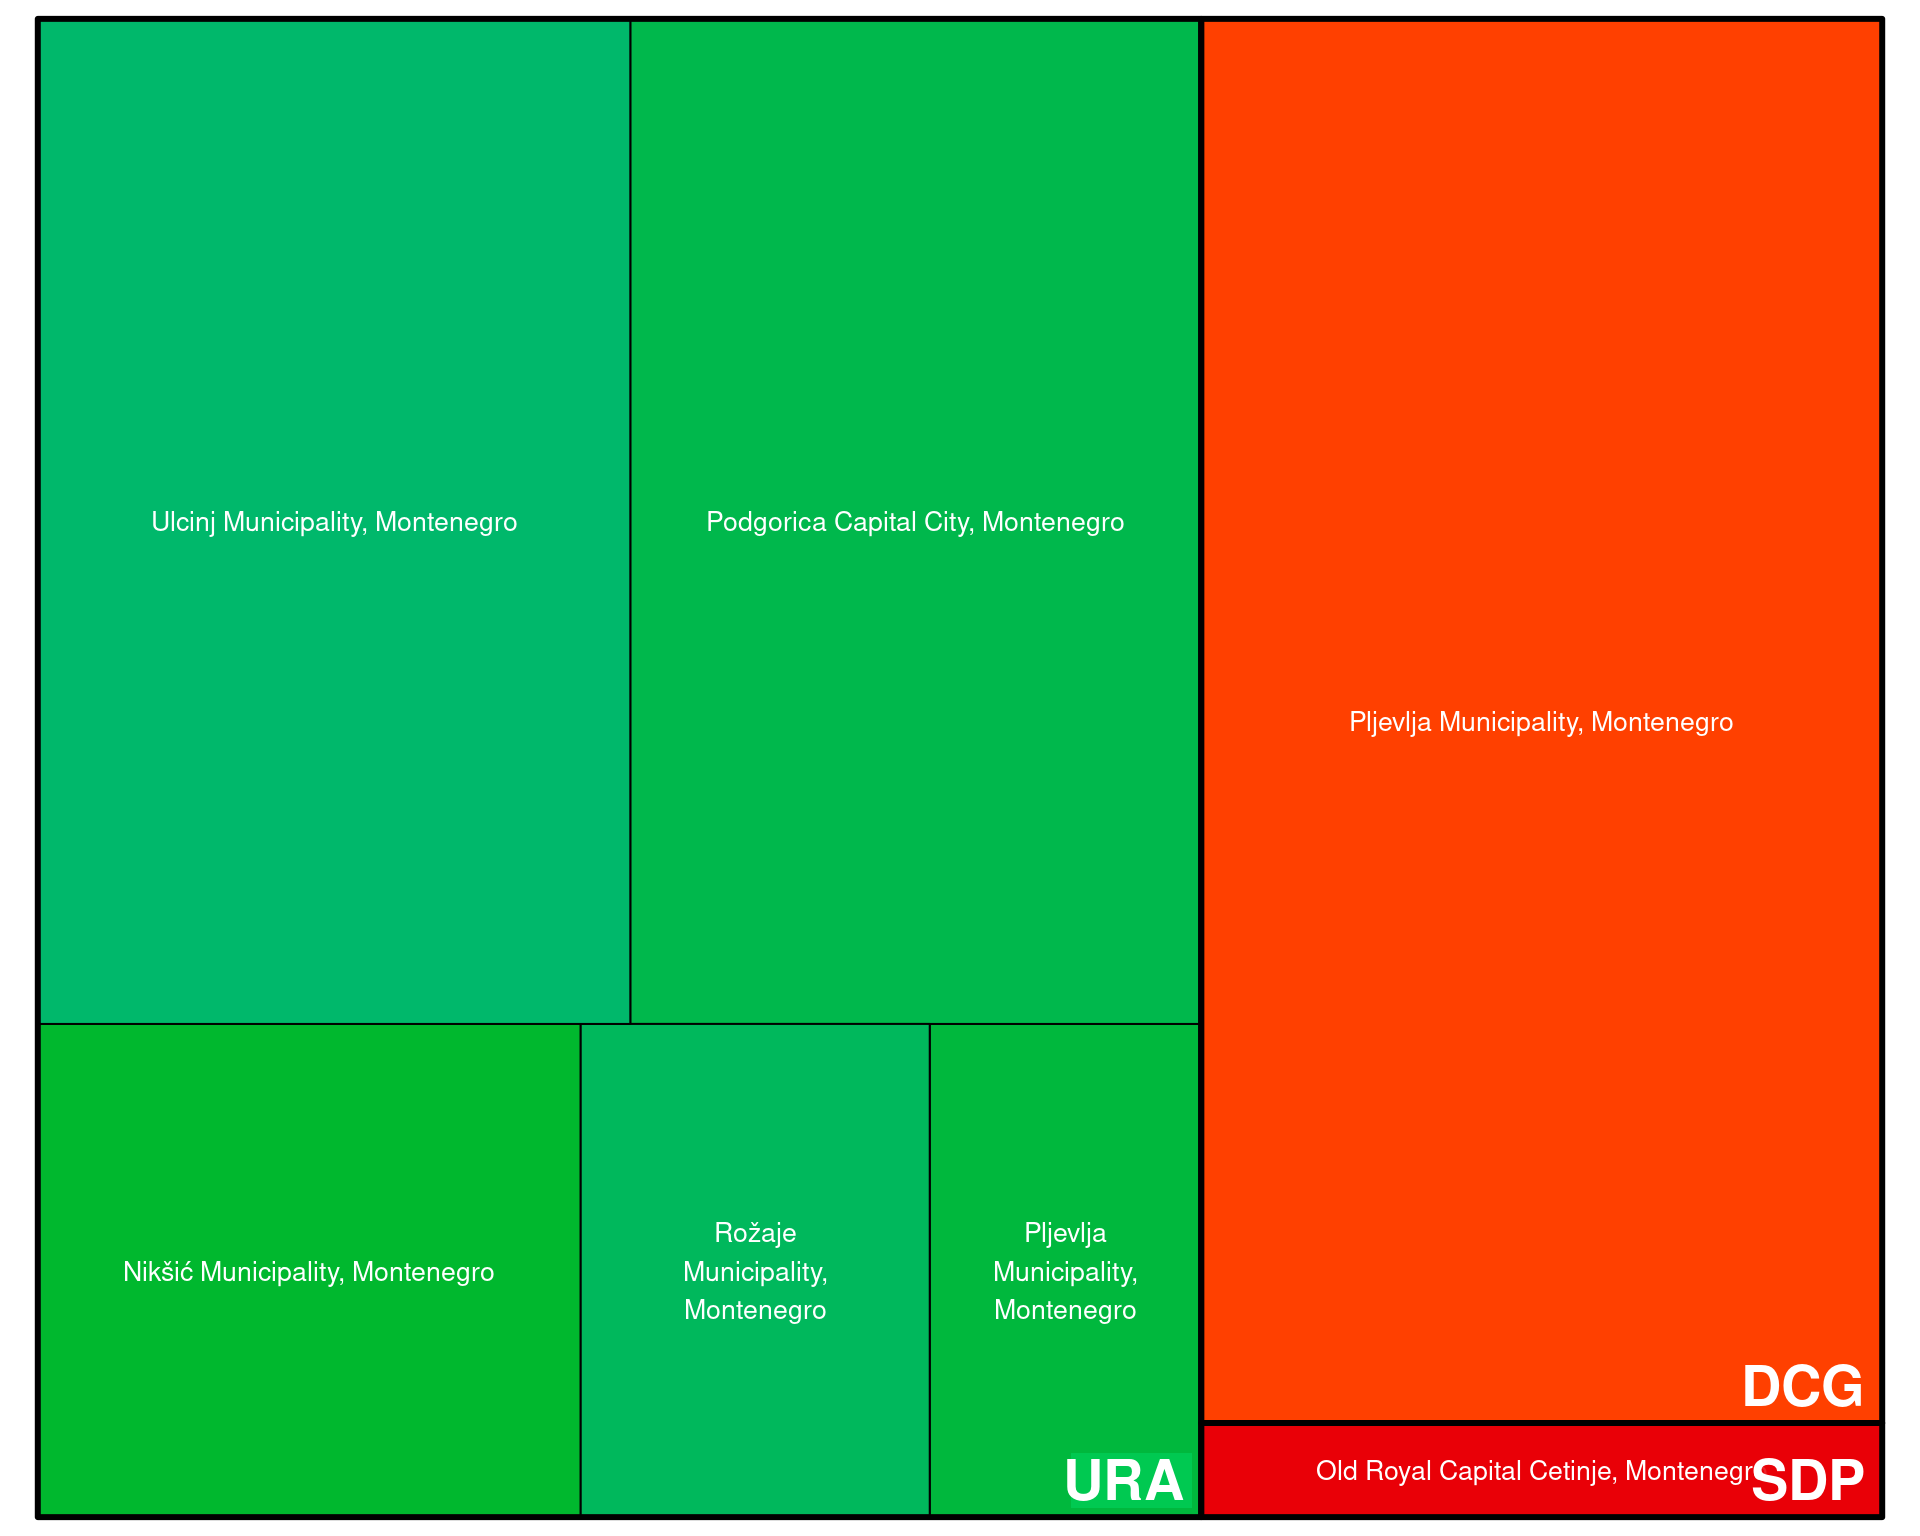 Ulcinj Municipality, Montenegro
Podgorica Capital City, Montenegro
Pljevlja Municipality, Montenegro
Nikšić Municipality, Montenegro
Rožaje
Municipality,
Montenegro
Pljevlja
Municipality,
Montenegro
URA
DCG
Old Royal Capital Cetinje, Montenegr
SDP